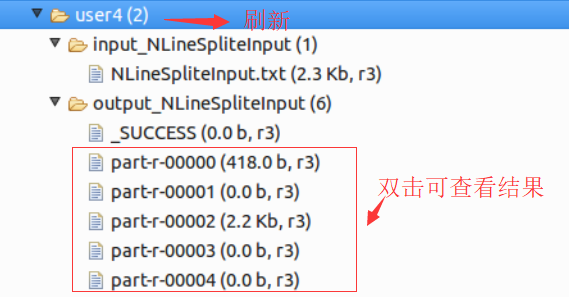 user4 (2) 刷新
input_NLineSpliteInput (1)
NLineSpliteInput.txt (2.3 Kb, r3)
output_NLineSpliteInput (6)
_SUCCESS (0.0 b, r3)
part-r-00000 (418.0 b, r3)
part-r-00001 (0.0 b, r3)
双击可查看结果
part-r-00002 (2.2 Kb, r3)
part-r-00003 (0.0 b, r3)
part-r-00004 (0.0 b, r3)